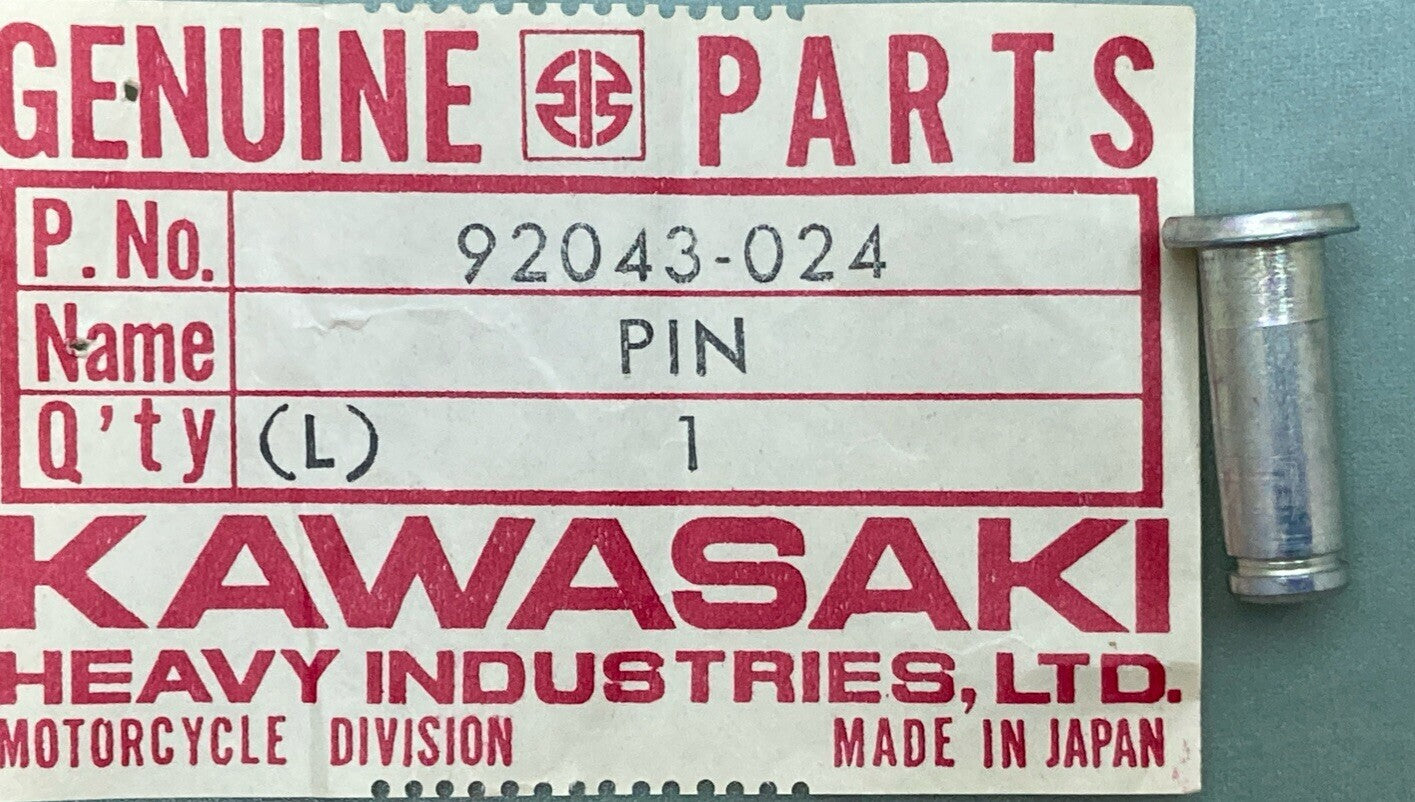 GENUINE PARTS
P. No. 92043-024
Name PIN
Q'ty (L) 1
KAWASAKI
HEAVY INDUSTRIES, LTD.
MOTORCYCLE DIVISION MADE IN JAPAN